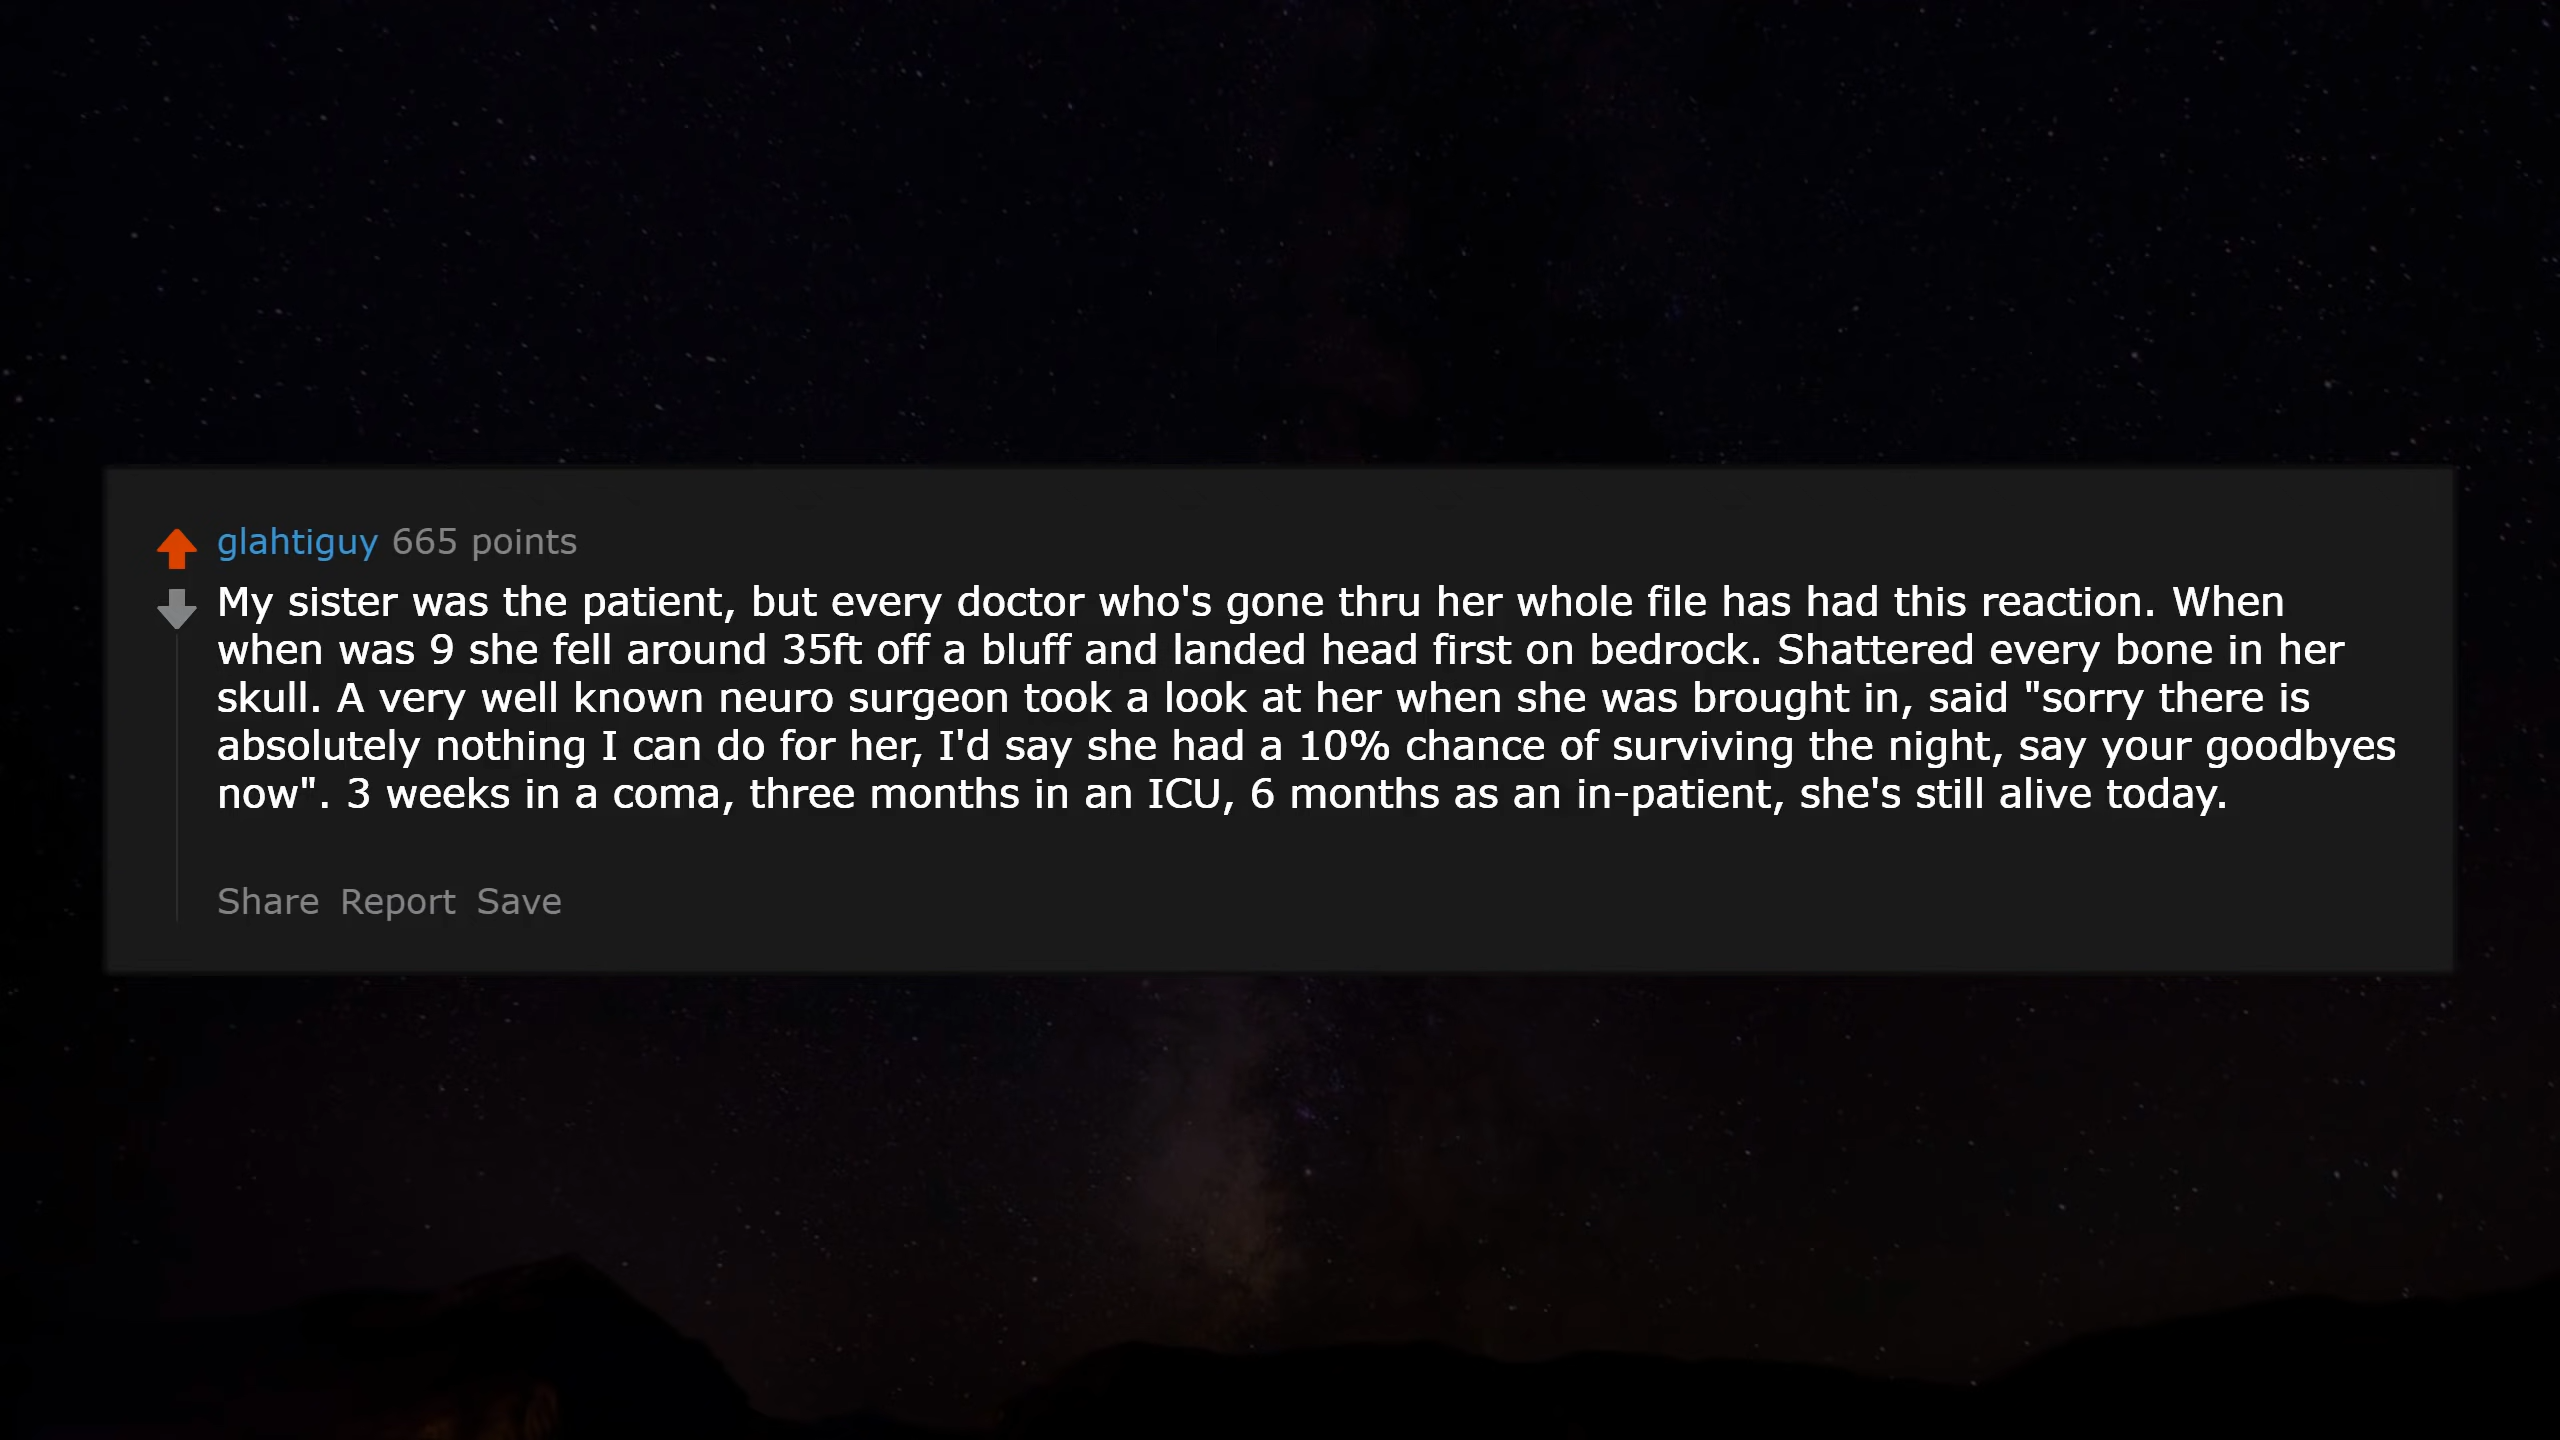 glahtiguy 665 points
My sister was the patient, but every doctor who's gone thru her whole file has had this reaction. When
when was 9 she fell around 35ft off a bluff and landed head first on bedrock. Shattered every bone in her
skull. A very well known neuro surgeon took a look at her when she was brought in, said "sorry there is
absolutely nothing I can do for her, I'd say she had a 10% chance of surviving the night, say your goodbyes
now". 3 weeks in a coma, three months in an ICU, 6 months as an in-patient, she's still alive today.
Share Report Save